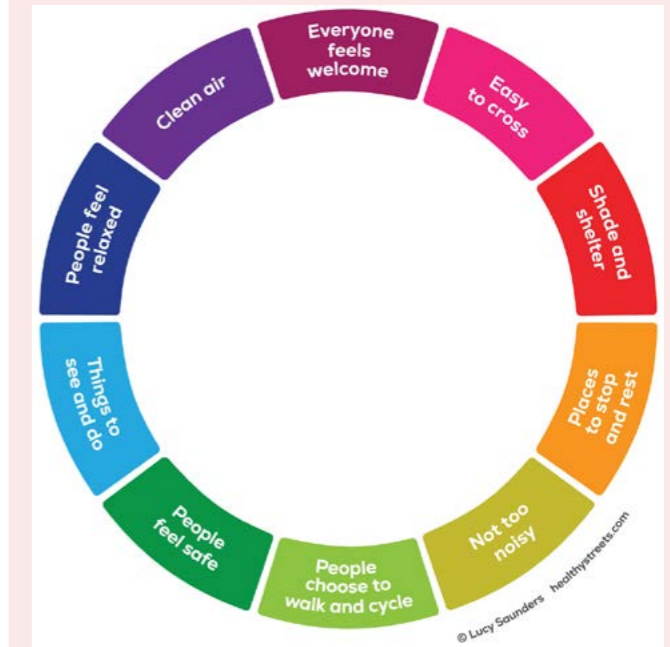 Everyone
feels
welcome
Easy
to cross
Shade and
shelter
Places
to stop
and rest
Not too
noisy
People
choose to
walk and cycle
People
feel safe
Things to
see and do
People feel
relaxed
Clean air
© Lucy Saunders healthystreets.com